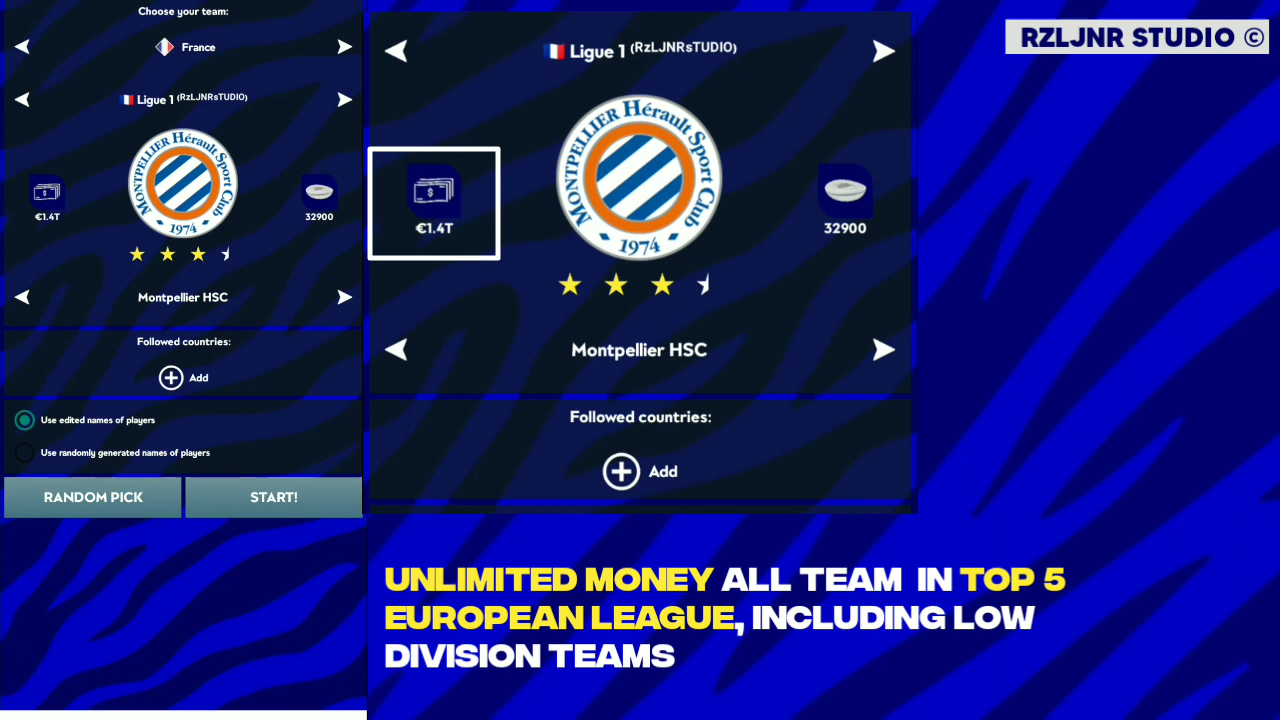 Choose your team:
France
Ligue 1 (RzLJNRsTUDIO)
MONTPELLIER Hérault Sport Club
1974
€1.4T
32900
Montpellier HSC
Followed countries:
Add
Use edited names of players
Use randomly generated names of players
RANDOM PICK
START!
Ligue 1 (RzLJNRsTUDIO)
MONTPELLIER Hérault Sport Club
1974
$
€1.4T
32900
Montpellier HSC
Followed countries:
Add
RZLJNR STUDIO ©
UNLIMITED MONEY ALL TEAM IN TOP 5
EUROPEAN LEAGUE, INCLUDING LOW
DIVISION TEAMS